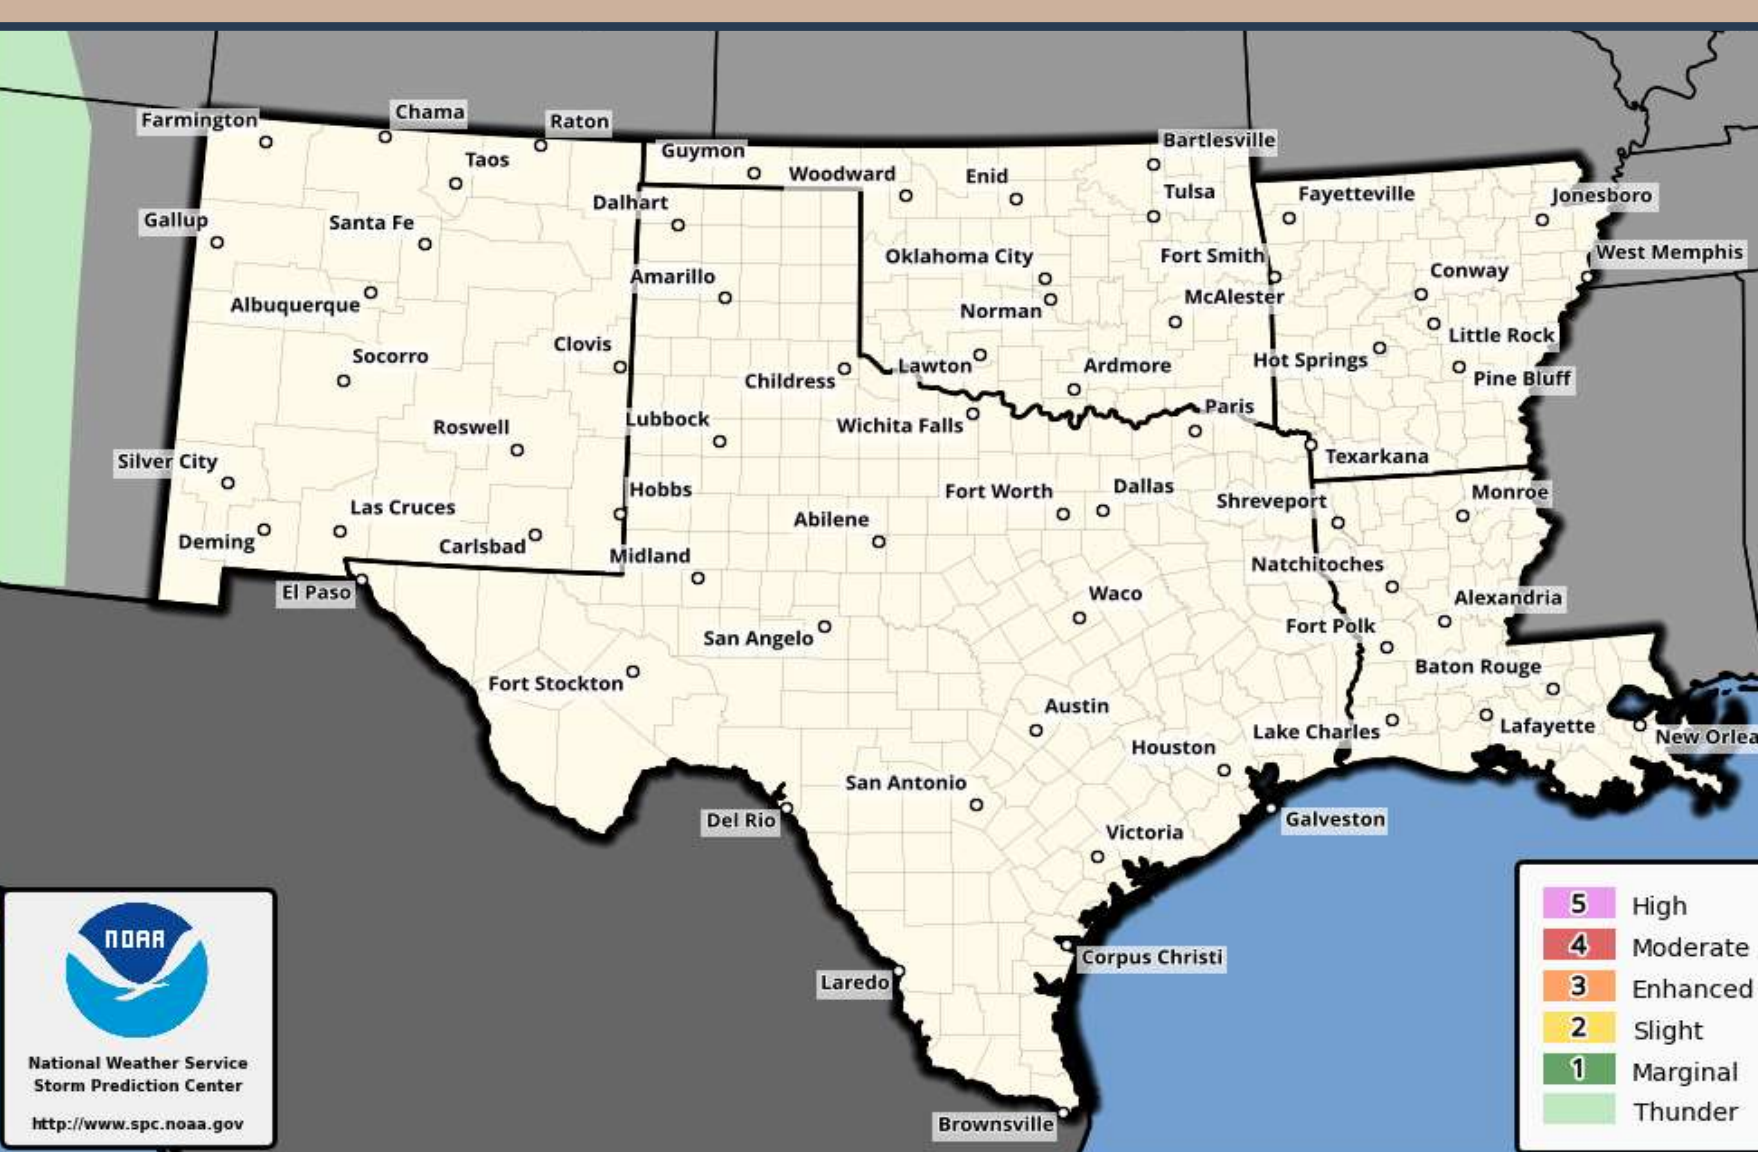 Chama
Farmington
Raton
Bartlesville
Guymon
Taos
Woodward
Enid
Tulsa
Fayetteville
Jonesboro
Dalhart
Gallup
Santa Fe
West Memphis
Oklahoma City
Fort Smith
Conway
Amarillo
McAlester
Albuquerque
Norman
Little Rock
Clovis
Socorro
Hot Springs
Lawton
Ardmore
Childress
Pine Bluff
Paris
Lubbock
Wichita Falls
Roswell
Texarkana
Silver City
Hobbs
Fort Worth
Dallas
Shreveport
Monroe
Las Cruces
Abilene
Deming
Carlsbad
Midland
Natchitoches
El Paso
Waco
Alexandria
Fort Polk
San Angelo
Baton Rouge
Fort Stockton
Austin
Lake Charles
Lafayette
New Orlea
Houston
San Antonio
Del Rio
Galveston
Victoria
Corpus Christi
Laredo
Brownsville
NOAA
National Weather Service
Storm Prediction Center
http://www.spc.noaa.gov
5 High
4 Moderate
3 Enhanced
2 Slight
1 Marginal
Thunder